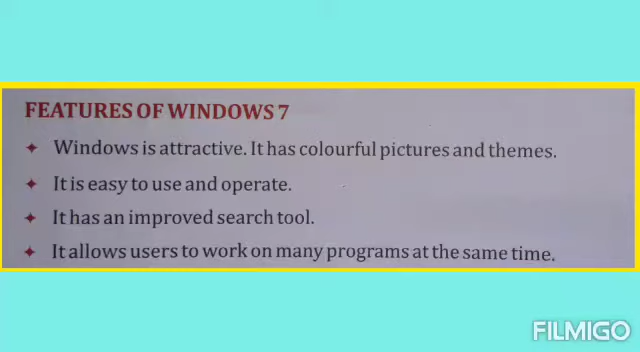 FEATURES OF WINDOWS 7
Windows is attractive. It has colourful pictures and themes.
It is easy to use and operate.
It has an improved search tool.
It allows users to work on many programs at the same time.
FILMIGO